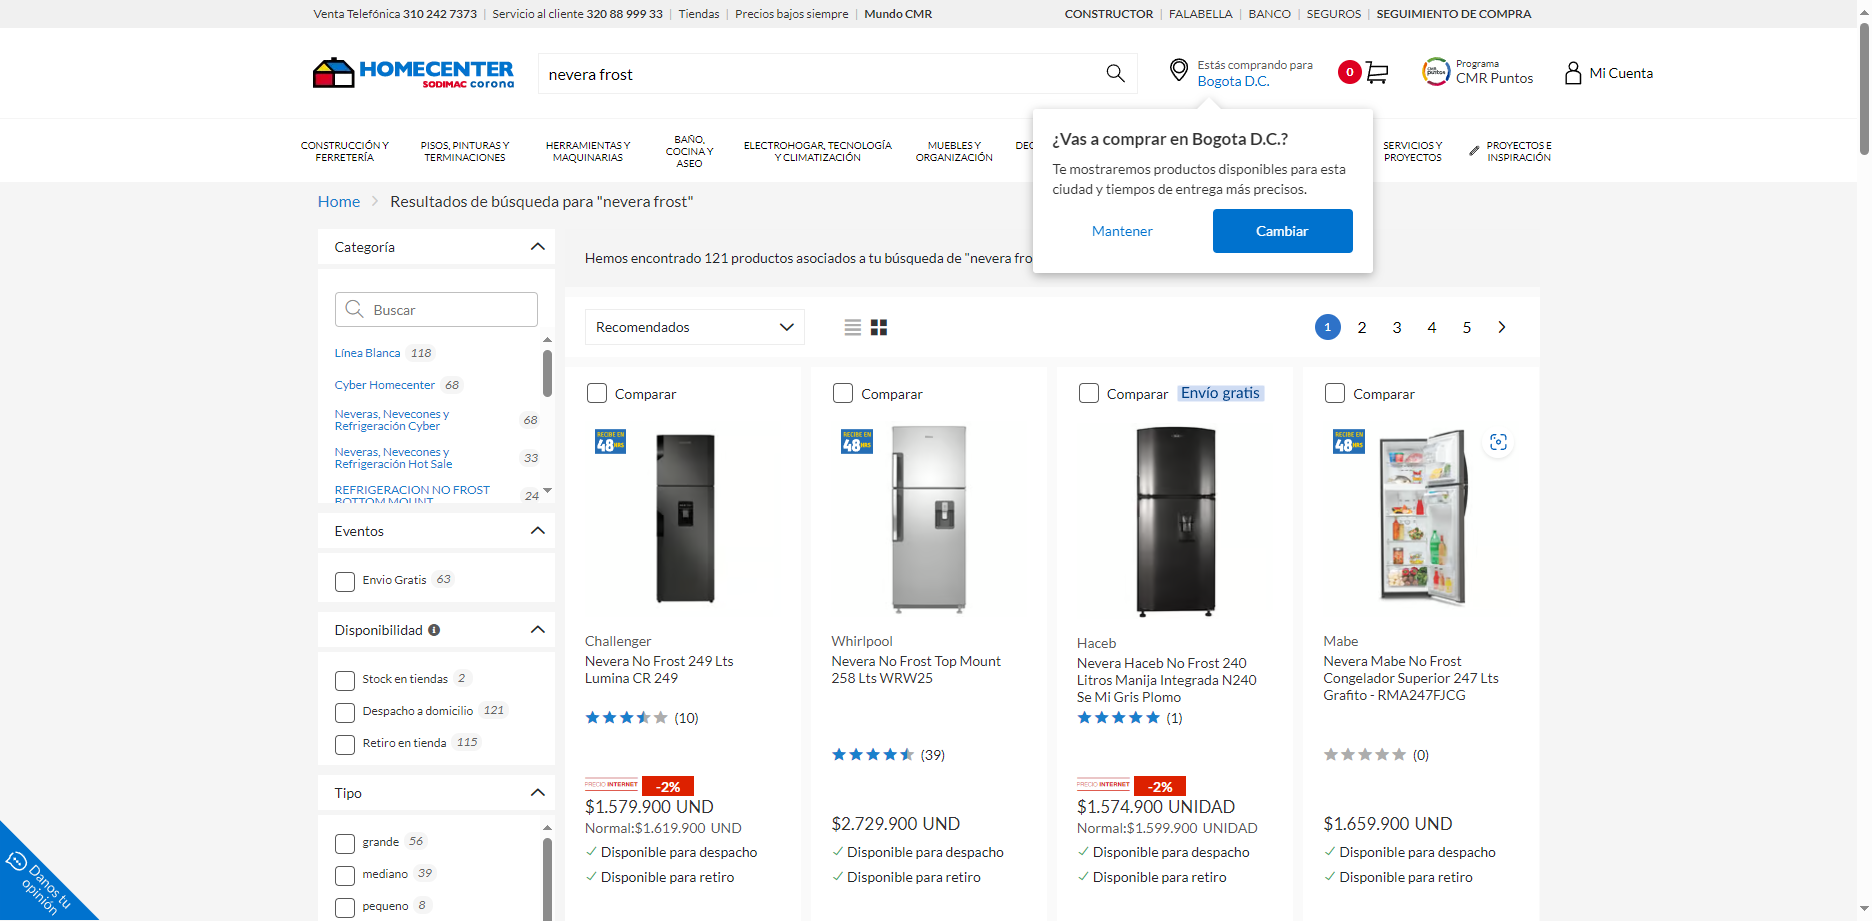 Venta Telefónica 310 242 7373 | Servicio al cliente 320 88 999 33 | Tiendas | Precios bajos siempre | Mundo CMR
CONSTRUCTOR | FALABELLA | BANCO | SEGUROS | SEGUIMIENTO DE COMPRA
HOMECENTER
SODIMAC corona
nevera frost
Estás comprando para
Bogota D.C.
0
CMR puntos
Programa
CMR Puntos
Mi Cuenta
CONSTRUCCIÓN Y
FERRETERÍA
PISOS, PINTURAS Y
TERMINACIONES
HERRAMIENTAS Y
MAQUINARIAS
BAÑO,
COCINA Y
ASEO
ELECTROHOGAR, TECNOLOGÍA
Y CLIMATIZACIÓN
MUEBLES Y
ORGANIZACIÓN
DEC
SERVICIOS Y
PROYECTOS
PROYECTOS E
INSPIRACIÓN
¿Vas a comprar en Bogota D.C.?
Te mostraremos productos disponibles para esta
ciudad y tiempos de entrega más precisos.
Mantener
Cambiar
Home > Resultados de búsqueda para "nevera frost"
Categoría
Buscar
Línea Blanca 118
Cyber Homecenter 68
Neveras, Nevecones y
Refrigeración Cyber 68
Neveras, Nevecones y
Refrigeración Hot Sale 33
REFRIGERACION NO FROST
BOTTOM MOUNT 24
Eventos
Envio Gratis 63
Disponibilidad
Stock en tiendas 2
Despacho a domicilio 121
Retiro en tienda 115
Tipo
grande 56
mediano 39
pequeno 8
Danos tu
opinión
Hemos encontrado 121 productos asociados a tu búsqueda de "nevera fro
Recomendados
1 2 3 4 5
Comparar
RECIBE EN
48 HRS
Challenger
Nevera No Frost 249 Lts
Lumina CR 249
(10)
PRECIO INTERNET -2%
$1.579.900 UND
Normal:$1.619.900 UND
Disponible para despacho
Disponible para retiro
Comparar
RECIBE EN
48 HRS
Whirlpool
Nevera No Frost Top Mount
258 Lts WRW25
(39)
$2.729.900 UND
Disponible para despacho
Disponible para retiro
Comparar Envío gratis
Haceb
Nevera Haceb No Frost 240
Litros Manija Integrada N240
Se Mi Gris Plomo
(1)
PRECIO INTERNET -2%
$1.574.900 UNIDAD
Normal:$1.599.900 UNIDAD
Disponible para despacho
Disponible para retiro
Comparar
RECIBE EN
48 HRS
Mabe
Nevera Mabe No Frost
Congelador Superior 247 Lts
Grafito - RMA247FJCG
(0)
$1.659.900 UND
Disponible para despacho
Disponible para retiro